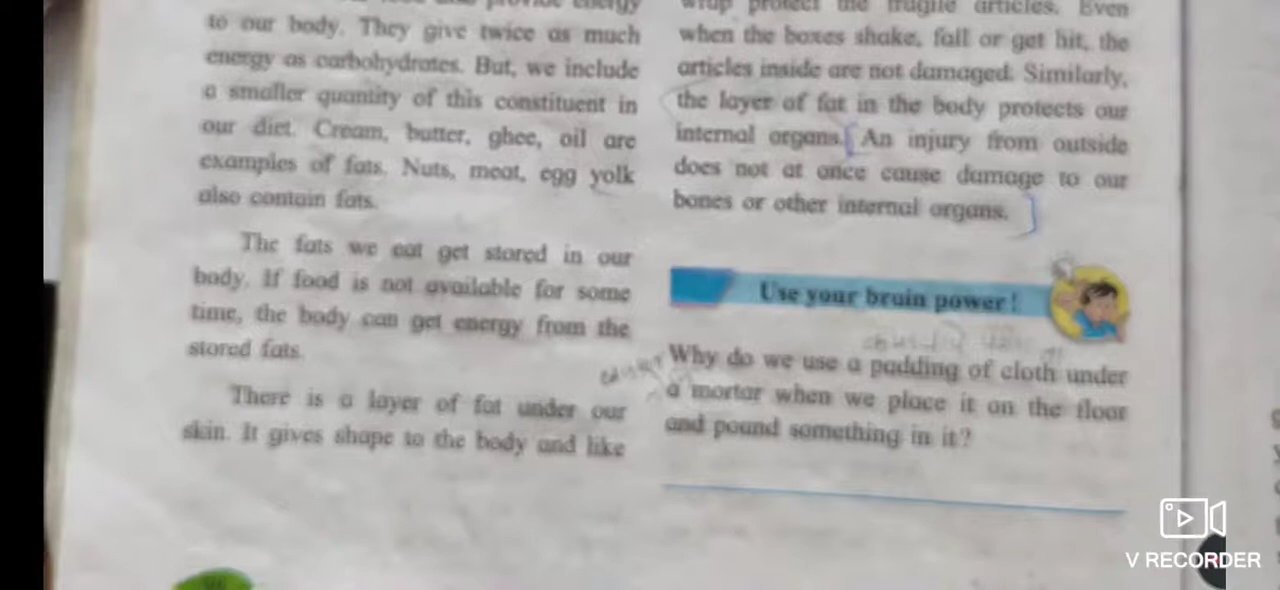 provide energy
to our body. They give twice as much
energy as carbohydrates. But, we include
a smaller quantity of this constituent in
our diet. Cream, butter, ghee, oil are
examples of fats. Nuts, meat, egg yolk
also contain fats.
The fats we eat get stored in our
body. If food is not available for some
time, the body can get energy from the
stored fats.
There is a layer of fat under our
skin. It gives shape to the body and like
wrap protect the fragile articles. Even
when the boxes shake, fall or get hit, the
articles inside are not damaged. Similarly,
the layer of fat in the body protects our
internal organs. [An injury from outside
does not at once cause damage to our
bones or other internal organs.]
Use your brain power!
Why do we use a padding of cloth under
a mortar when we place it on the floor
and pound something in it?
V RECORDER